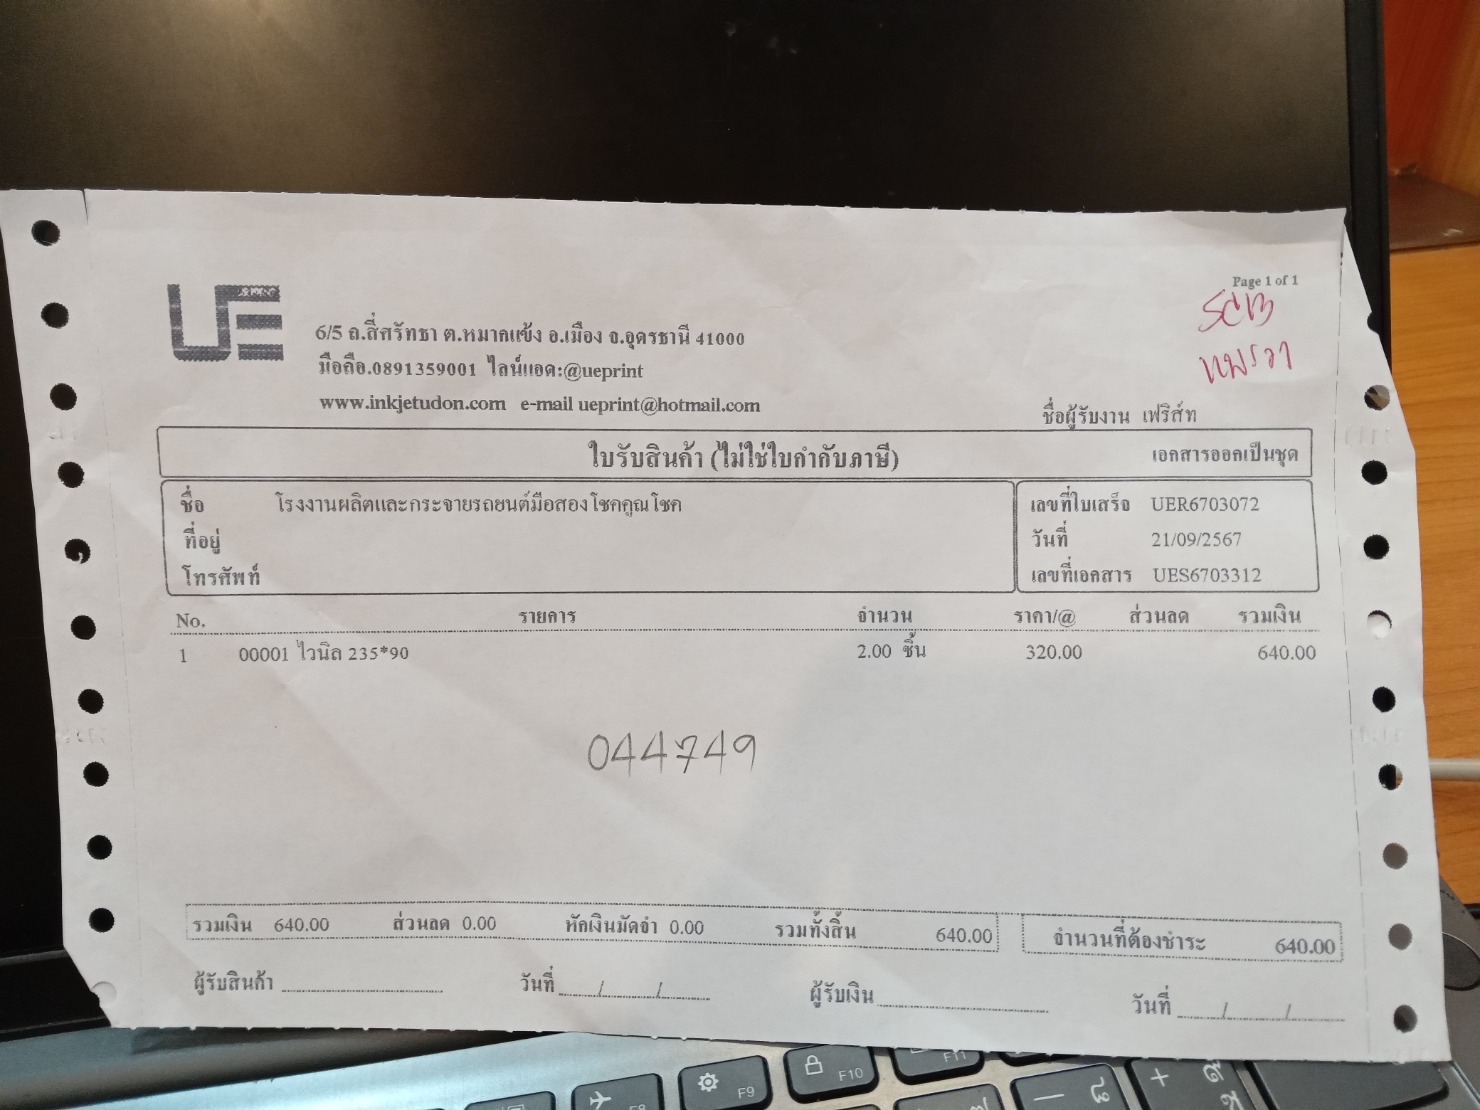 Page 1 of 1
UE
SCB
6/5 ถ.สี่ศรัทธา ต.หมากแข้ง อ.เมือง จ.อุดรธานี 41000
มือถือ.0891359001 ไลน์แอด:@ueprint
www.inkjetudon.com e-mail ueprint@hotmail.com
ชื่อผู้รับงาน เฟริส์ท
ใบรับสินค้า (ไม่ใช่ใบกำกับภาษี) เอกสารออกเป็นชุด
ชื่อ โรงงานผลิตและกระจายรถยนต์มือสองโชคคูณโชค เลขที่ใบเสร็จ UER6703072
ที่อยู่ วันที่ 21/09/2567
โทรศัพท์ เลขที่เอกสาร UES6703312
No. รายการ จำนวน ราคา/@ ส่วนลด รวมเงิน
1 00001 ไวนิล 235*90 2.00 ชิ้น 320.00 640.00
044749
รวมเงิน 640.00 ส่วนลด 0.00 หักเงินมัดจำ 0.00 รวมทั้งสิ้น 640.00 จำนวนที่ต้องชำระ 640.00
ผู้รับสินค้า วันที่ / / ผู้รับเงิน วันที่ / /
F9 F10 F11